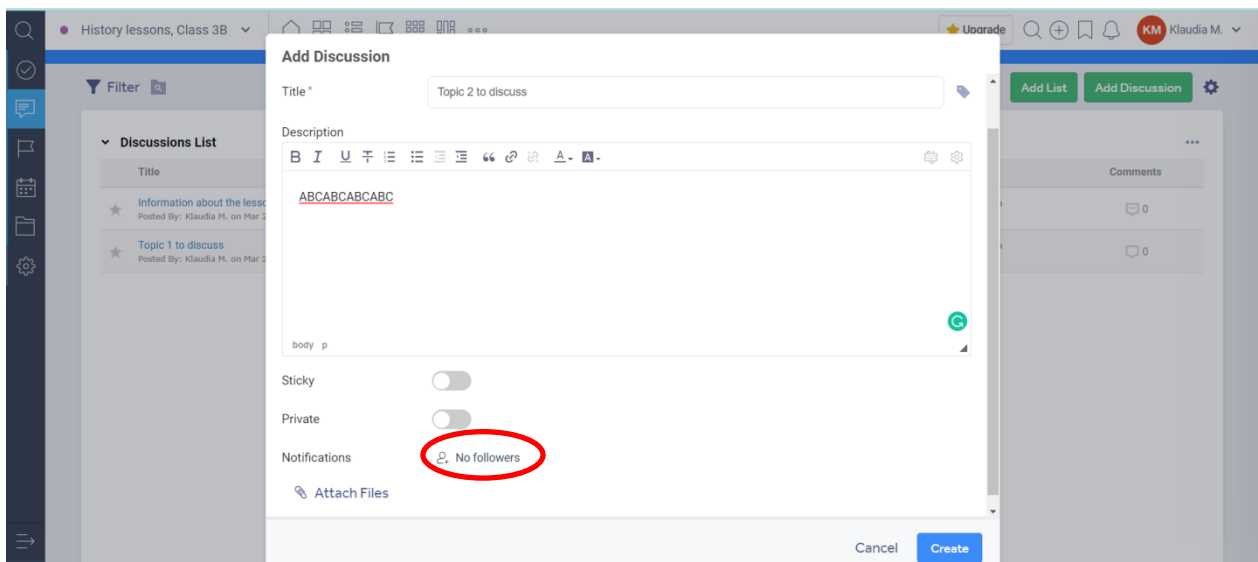 History lessons, Class 3B
Upgrade
KM Klaudia M.
Add Discussion
Filter
Title *
Topic 2 to discuss
Add List
Add Discussion
Description
Discussions List
B I U T A A
Title
Comments
ABCABCABCABC
Information about the less
Posted By: Klaudia M. on Mar 2
0
Topic 1 to discuss
Posted By: Klaudia M. on Mar 2
0
G
body p
Sticky
Private
Notifications
No followers
Attach Files
Cancel
Create